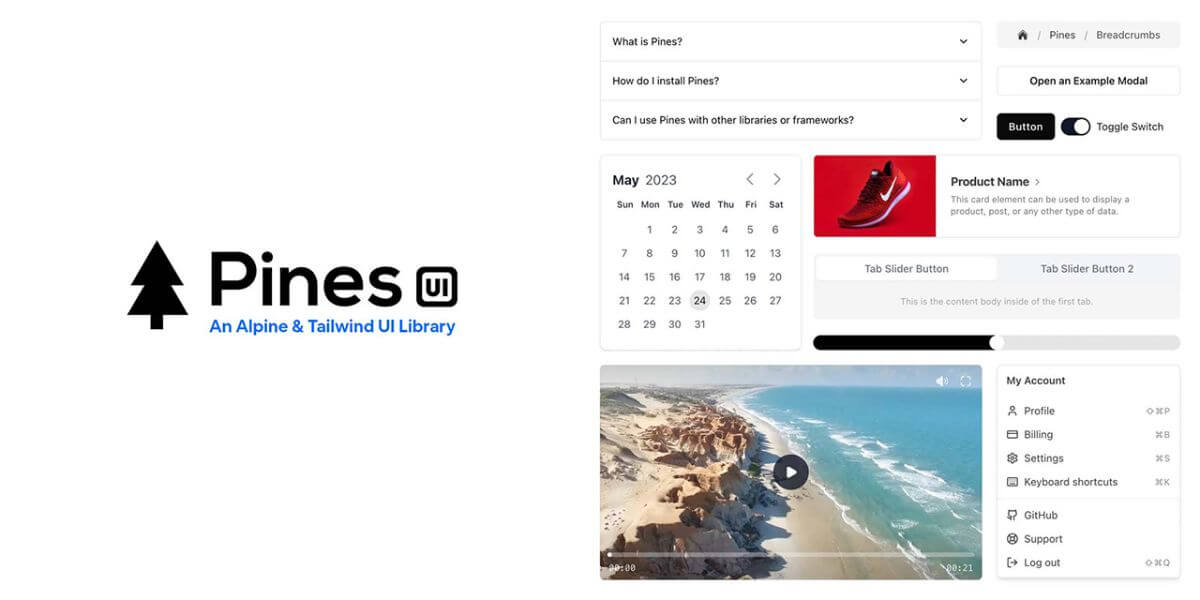 Pines UI
An Alpine & Tailwind UI Library
What is Pines?
How do I install Pines?
Can I use Pines with other libraries or frameworks?
/ Pines / Breadcrumbs
Open an Example Modal
Button
Toggle Switch
May 2023
Sun Mon Tue Wed Thu Fri Sat
1 2 3 4 5 6
7 8 9 10 11 12 13
14 15 16 17 18 19 20
21 22 23 24 25 26 27
28 29 30 31
Product Name >
This card element can be used to display a
product, post, or any other type of data.
Tab Slider Button
Tab Slider Button 2
This is the content body inside of the first tab.
00:00
00:21
My Account
Profile ⇧⌘P
Billing ⌘B
Settings ⌘S
Keyboard shortcuts ⌘K
GitHub
Support
Log out ⇧⌘Q